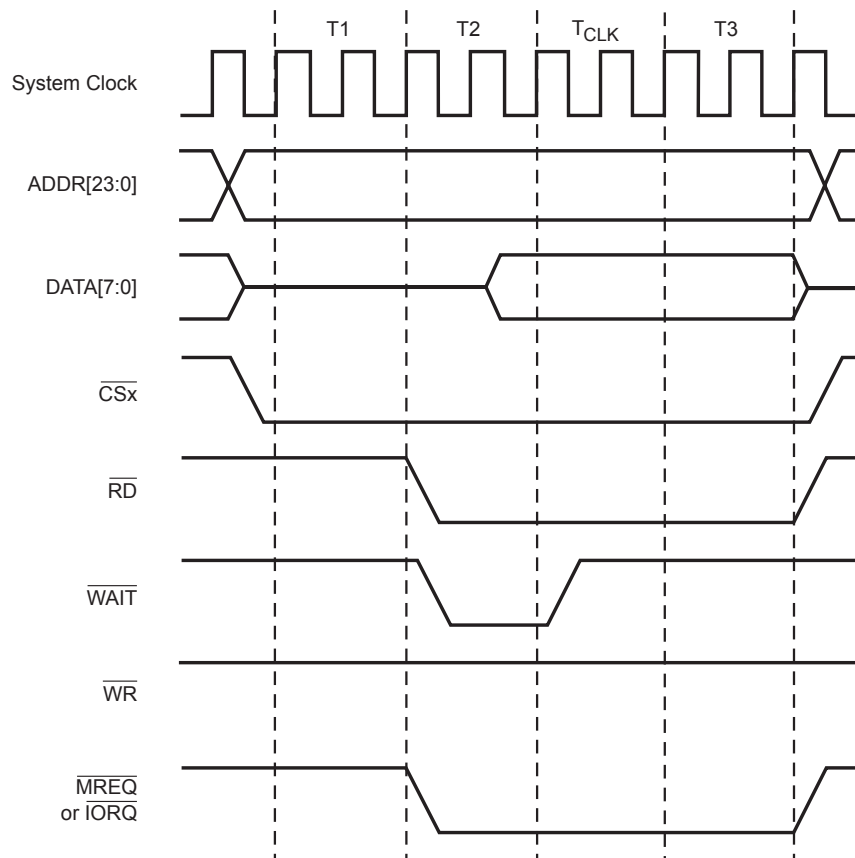 T1 T2 TCLK T3
System Clock
ADDR[23:0]
DATA[7:0]
CSx
RD
WAIT
WR
MREQ
or IORQ